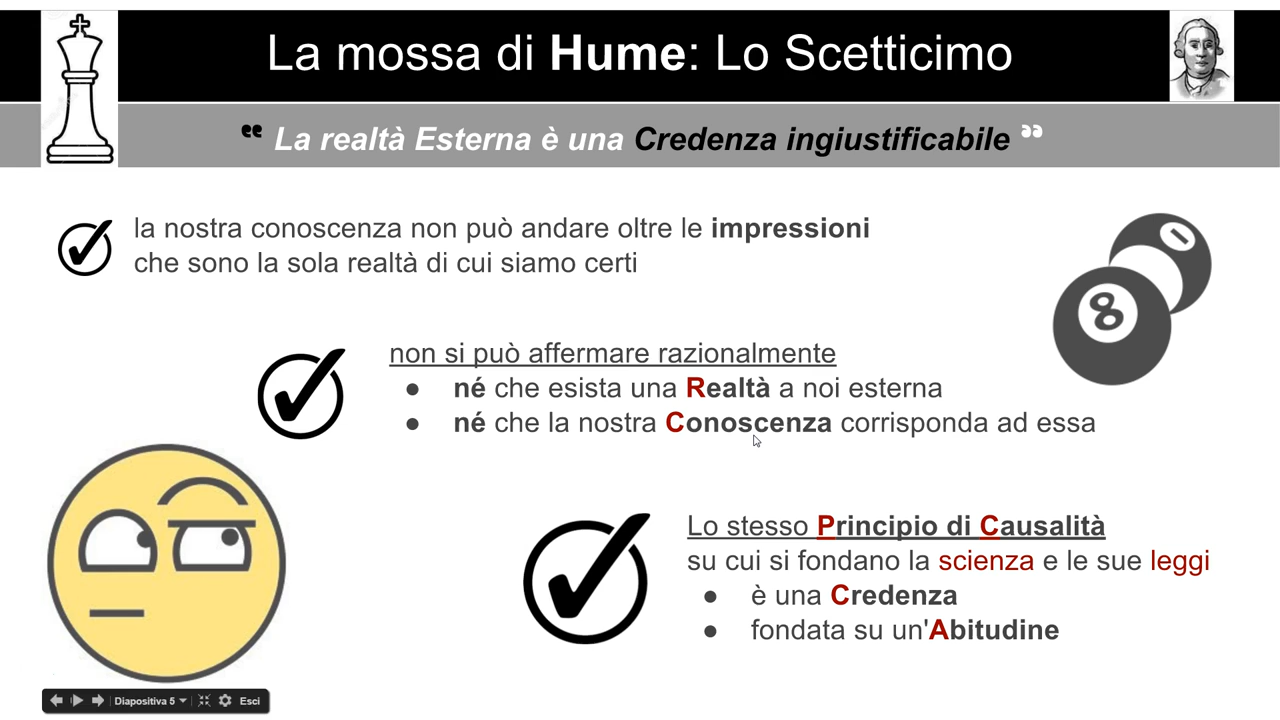 La mossa di Hume: Lo Scetticimo
“ La realtà Esterna è una Credenza ingiustificabile ”
la nostra conoscenza non può andare oltre le impressioni
che sono la sola realtà di cui siamo certi
8
1
non si può affermare razionalmente
● né che esista una Realtà a noi esterna
● né che la nostra Conoscenza corrisponda ad essa
Lo stesso Principio di Causalità
su cui si fondano la scienza e le sue leggi
● è una Credenza
● fondata su un'Abitudine
Diapositiva 5
Esci